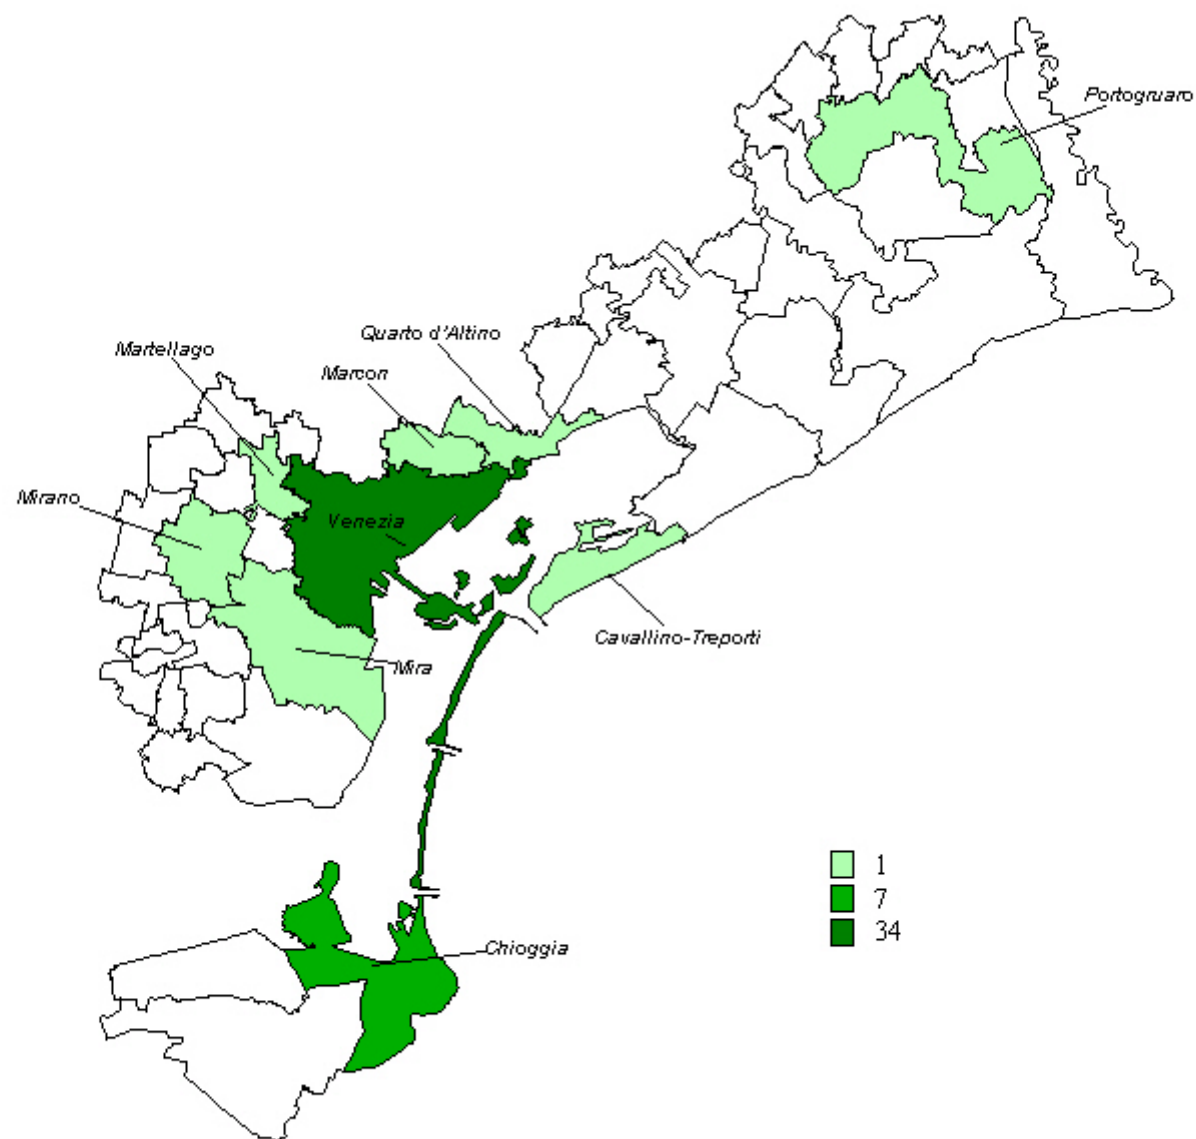 Portogruaro
Quarto d'Altino
Martellago
Marcon
Mirano
Venezia
Cavallino-Treporti
Mira
1
7
34
Chioggia